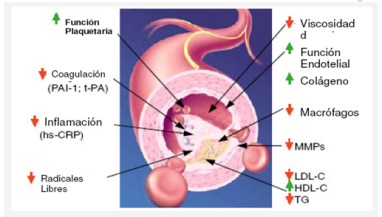 Función
Plaquetaria
Coagulación
(PAI-1; t-PA)
Inflamación
(hs-CRP)
Radicales
Libres
Viscosidad
d
Función
Endotelial
Colágeno
Macrófagos
MMPs
LDL-C
HDL-C
TG